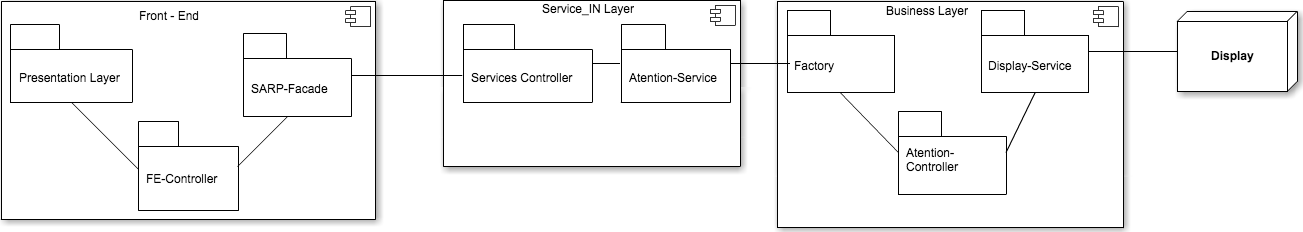 Front - End
Presentation Layer
SARP-Facade
FE-Controller
Service_IN Layer
Services Controller
Atention-Service
Business Layer
Factory
Display-Service
Atention-
Controller
Display